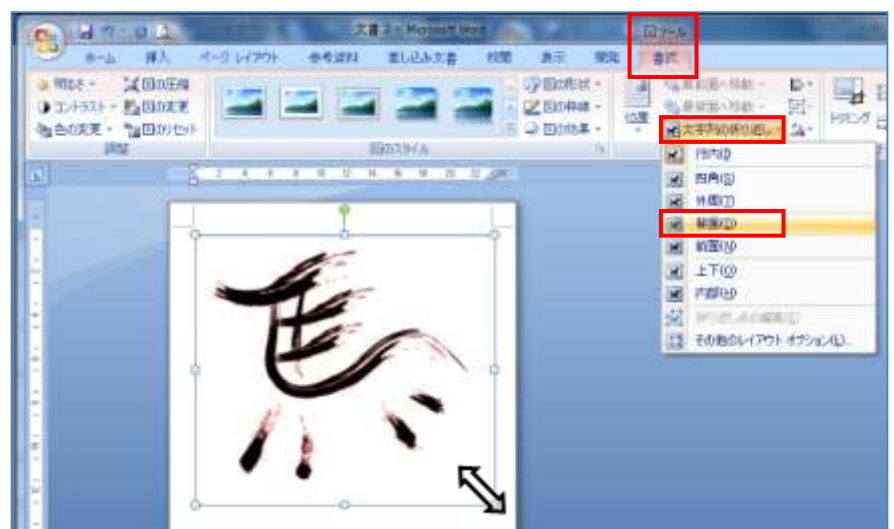 文書 2 - Microsoft Word
図ツール
ホーム 挿入 ページ レイアウト 参考資料 差し込み文書 校閲 表示 開発 書式
明るさ 図の圧縮
コントラスト 図の変更
色の変更 図のリセット
調整
図のスタイル
図の形状
図の枠線
図の効果
位置
最前面へ移動
最背面へ移動
文字列の折り返し
トリミング
行内(I)
四角(S)
外周(T)
背面(D)
前面(N)
上下(O)
内部(H)
折り返し点の編集(E)
その他のレイアウト オプション(L)...